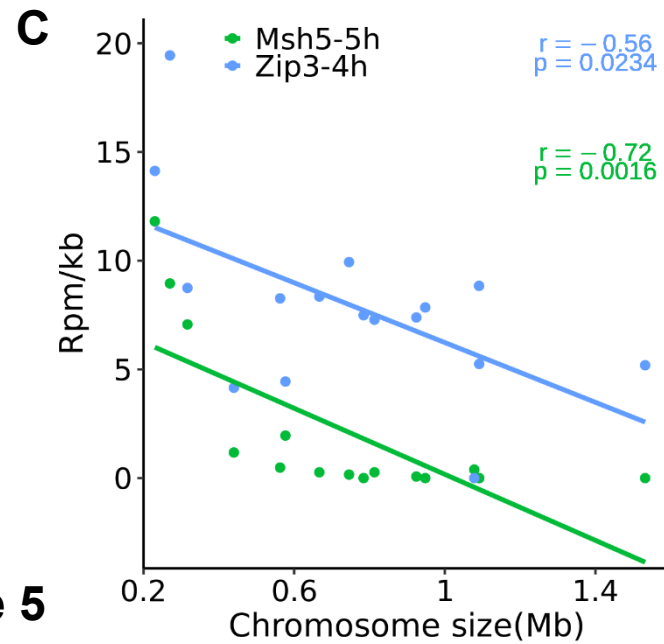 C
Msh5-5h
Zip3-4h
r = −0.56
p = 0.0234
r = −0.72
p = 0.0016
Rpm/kb
20
15
10
5
0
0.2 0.6 1 1.4
Chromosome size(Mb)
e 5